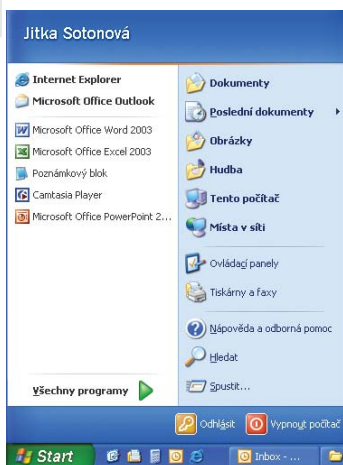 Jitka Sotonová
Internet Explorer
Microsoft Office Outlook
Microsoft Office Word 2003
Microsoft Office Excel 2003
Poznámkový blok
Camtasia Player
Microsoft Office PowerPoint 2...
Všechny programy
Dokumenty
Poslední dokumenty
Obrázky
Hudba
Tento počítač
Místa v síti
Ovládací panely
Tiskárny a faxy
Nápověda a odborná pomoc
Hledat
Spustit...
Odhlásit
Vypnout počítač
Start
Inbox - ...